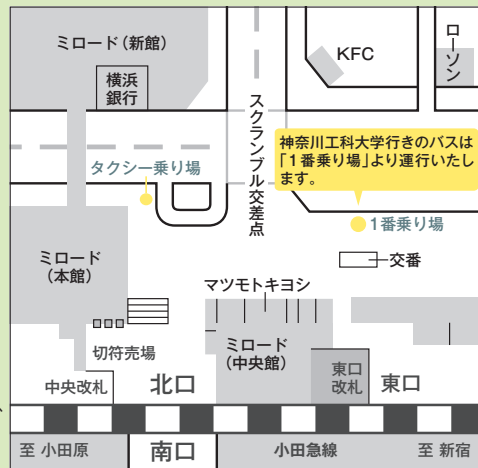 ミロード（新館）
横浜
銀行
スクランブル交差点
KFC
ローソン
神奈川工科大学行きのバスは
「1番乗り場」より運行いたし
ます。
タクシー乗り場
1番乗り場
ミロード
（本館）
交番
マツモトキヨシ
切符売場
ミロード
（中央館）
中央改札
北口
東口
改札
東口
至 小田原
南口
小田急線
至 新宿